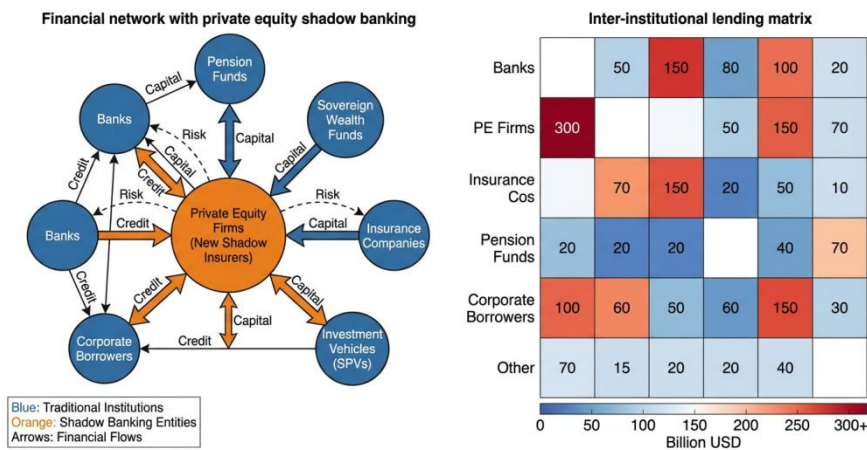 Financial network with private equity shadow banking
Pension
Funds
Capital
Banks
Sovereign
Wealth
Funds
Risk
Capital
Capital
Credit
Capital
Credit
Risk
Risk
Banks
Credit
Private Equity
Firms
(New Shadow
Insurers)
Capital
Insurance
Companies
Credit
Credit
Capital
Capital
Corporate
Borrowers
Credit
Investment
Vehicles
(SPVs)
Blue: Traditional Institutions
Orange: Shadow Banking Entities
Arrows: Financial Flows
Inter-institutional lending matrix
Banks 50 150 80 100 20
PE Firms 300 50 150 70
Insurance
Cos
70 150 20 50 10
Pension
Funds
20 20 20 40 70
Corporate
Borrowers
100 60 50 60 150 30
Other 70 15 20 20 40
0 50 100 150 200 250 300+
Billion USD